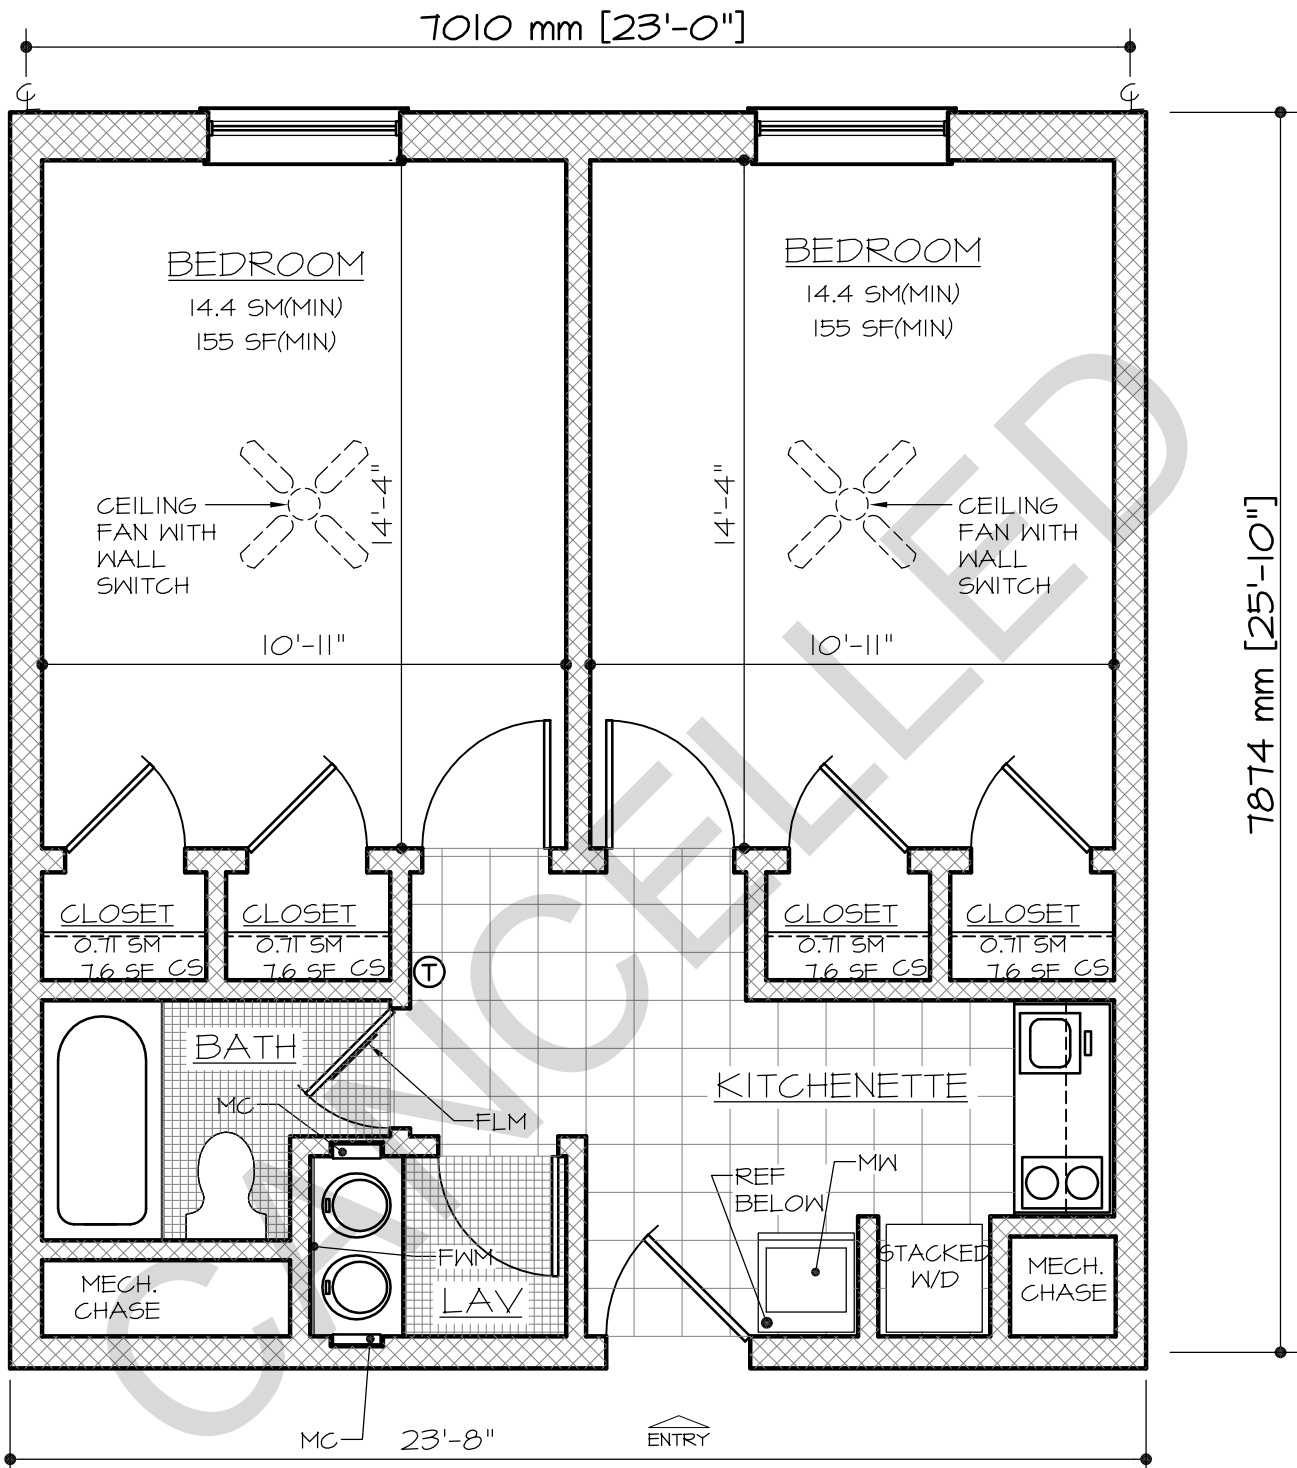 7010 mm [23'-0"]
BEDROOM
14.4 SM(MIN)
155 SF(MIN)
BEDROOM
14.4 SM(MIN)
155 SF(MIN)
CEILING
FAN WITH
WALL
SWITCH
14'-4"
14'-4"
CEILING
FAN WITH
WALL
SWITCH
7874 mm [25'-10"]
10'-11"
10'-11"
CLOSET
0.71 SM
7.6 SF CS
CLOSET
0.71 SM
7.6 SF CS
CLOSET
0.71 SM
7.6 SF CS
CLOSET
0.71 SM
7.6 SF CS
T
BATH
KITCHENETTE
MC
FLM
REF
BELOW
MW
FWM
LAV
STACKED
W/D
MECH.
CHASE
MECH.
CHASE
MC
23'-8"
ENTRY
CANCELLED